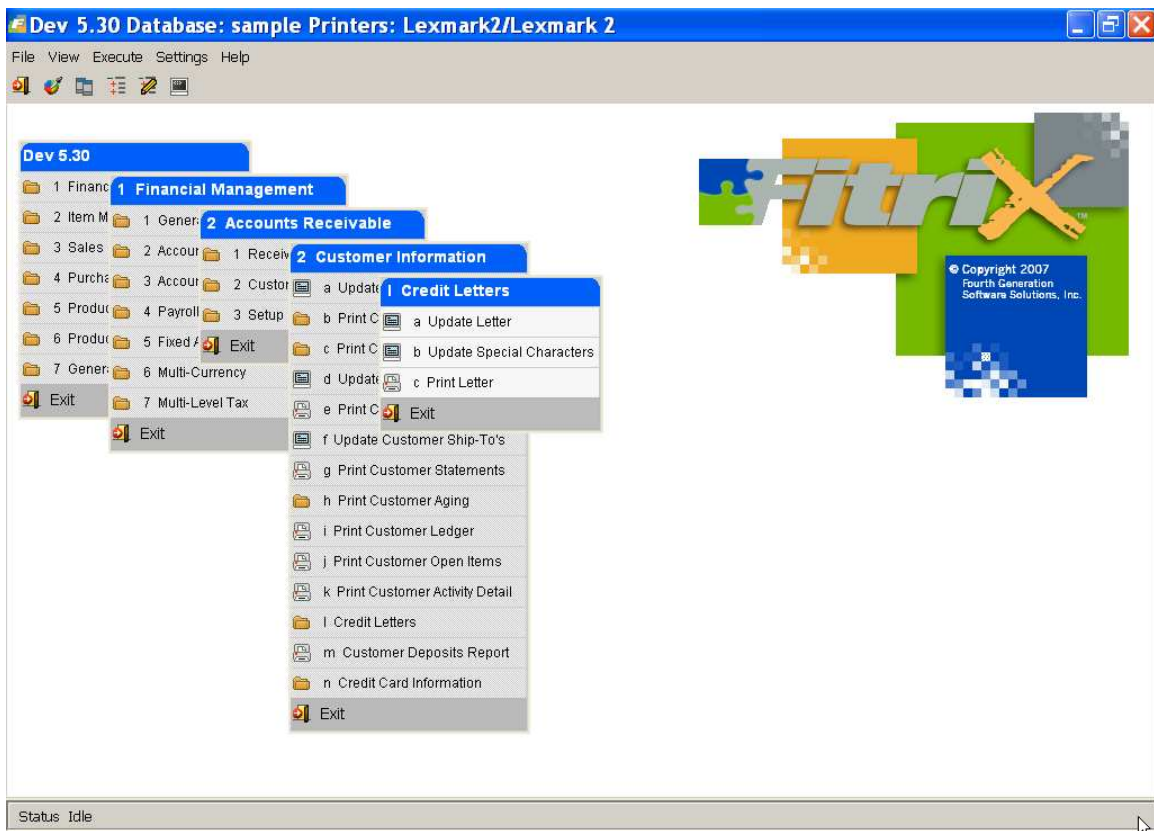 Dev 5.30 Database: sample Printers: Lexmark2/Lexmark 2
File View Execute Settings Help
Dev 5.30
1 Financ
2 Item M
3 Sales
4 Purcha
5 Produc
6 Produc
7 Genera
Exit
1 Financial Management
1 Genera
2 Accour
3 Accour
4 Payroll
5 Fixed A
6 Multi-Currency
7 Multi-Level Tax
Exit
2 Accounts Receivable
1 Receiv
2 Custor
3 Setup
Exit
2 Customer Information
a Update
b Print C
c Print C
d Update
e Print C
f Update Customer Ship-To's
g Print Customer Statements
h Print Customer Aging
i Print Customer Ledger
j Print Customer Open Items
k Print Customer Activity Detail
l Credit Letters
m Customer Deposits Report
n Credit Card Information
Exit
l Credit Letters
a Update Letter
b Update Special Characters
c Print Letter
Exit
FitriX
TM
© Copyright 2007
Fourth Generation
Software Solutions, Inc.
Status Idle